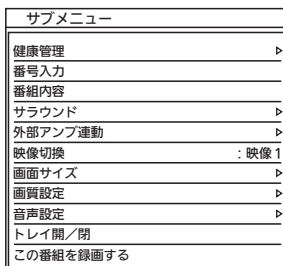 サブメニュー
健康管理
番号入力
番組内容
サラウンド
外部アンプ連動
映像切換 : 映像1
画面サイズ
画質設定
音声設定
トレイ開／閉
この番組を録画する